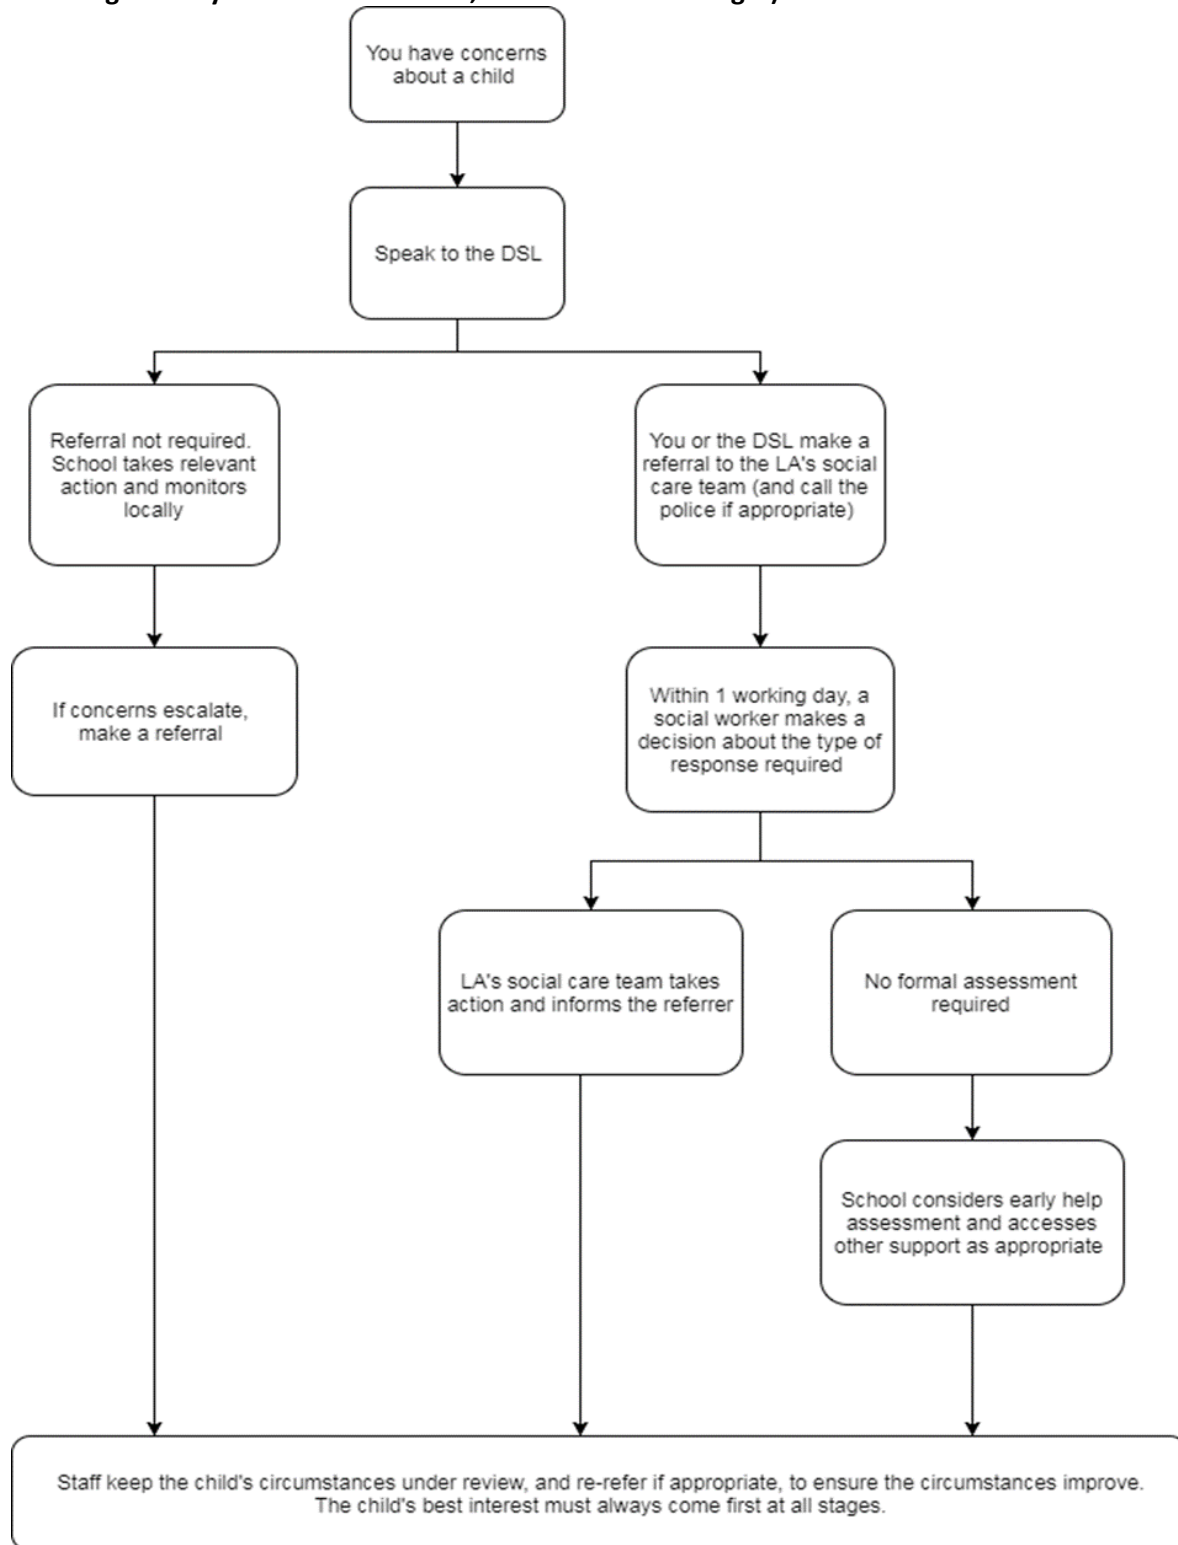 You have concerns
about a child
Speak to the DSL
Referral not required.
School takes relevant
action and monitors
locally
You or the DSL make a
referral to the LA's social
care team (and call the
police if appropriate)
If concerns escalate,
make a referral
Within 1 working day, a
social worker makes a
decision about the type of
response required
LA's social care team takes
action and informs the referrer
No formal assessment
required
School considers early help
assessment and accesses
other support as appropriate
Staff keep the child's circumstances under review, and re-refer if appropriate, to ensure the circumstances improve.
The child's best interest must always come first at all stages.